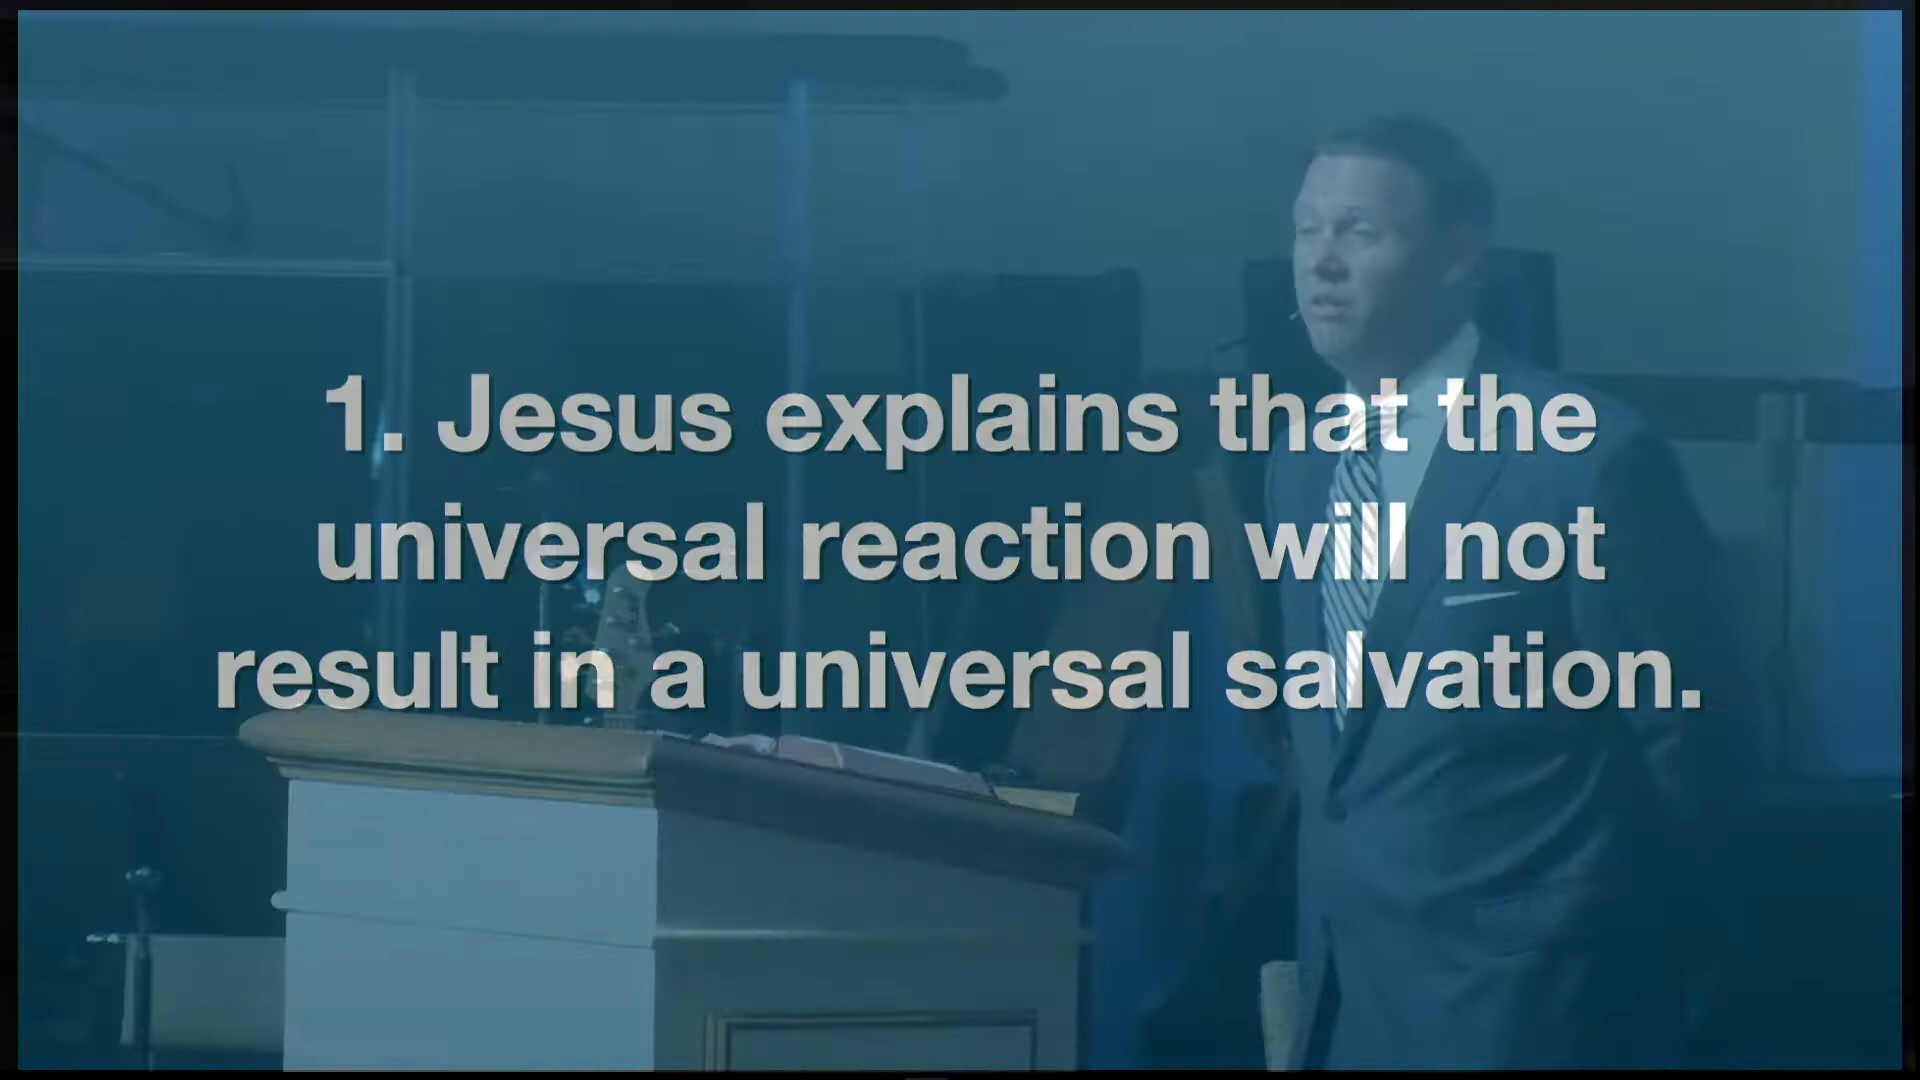 1. Jesus explains that the
universal reaction will not
result in a universal salvation.